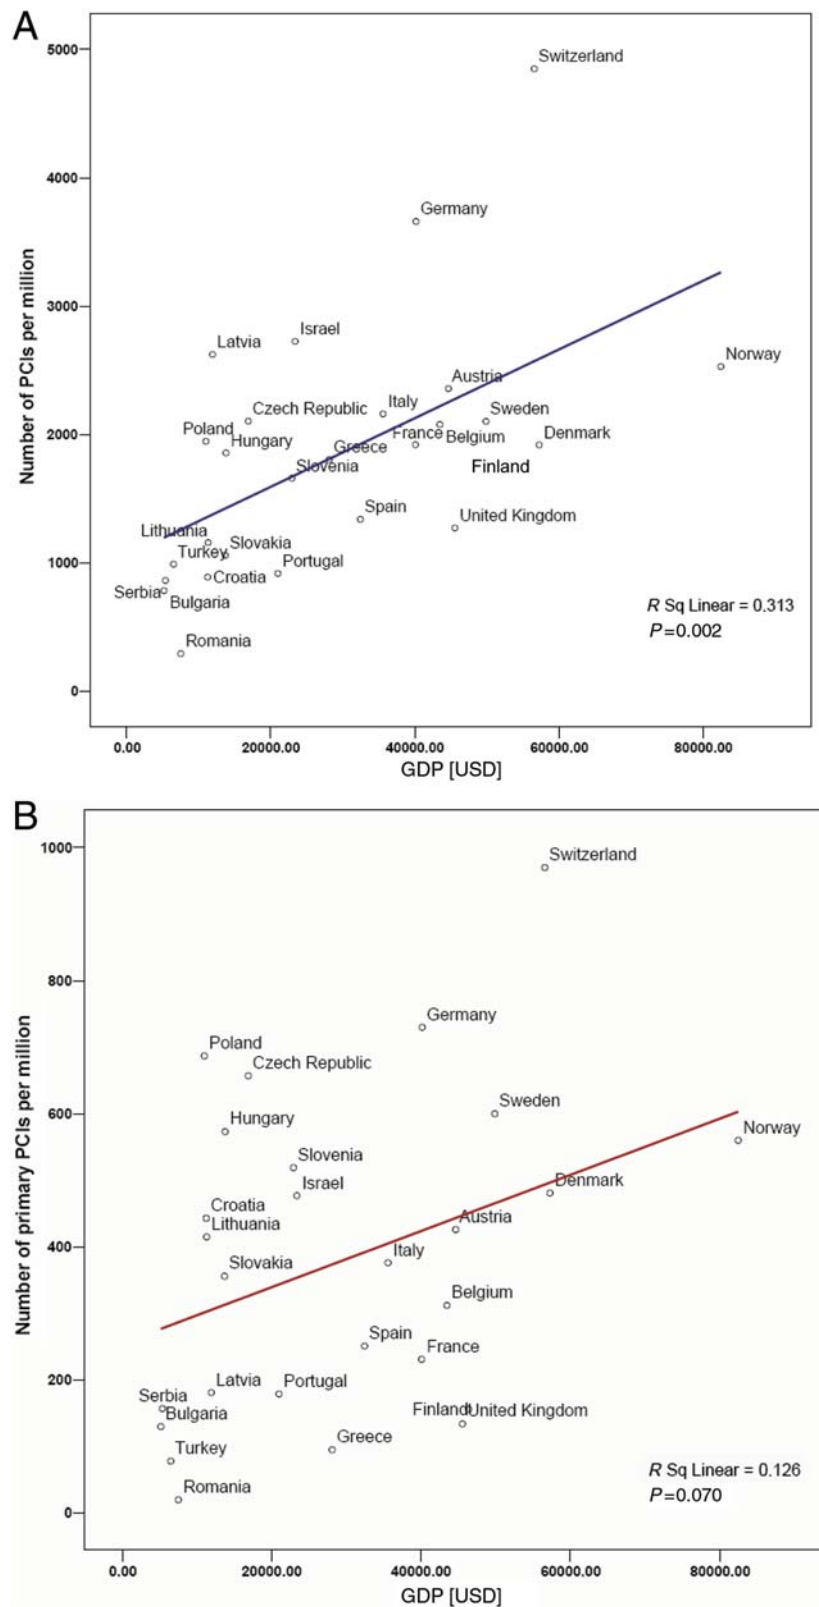 A
Number of PCIs per million
5000
4000
3000
2000
1000
0
Switzerland
Germany
Israel
Latvia
Norway
Austria
Italy
Czech Republic
Sweden
Poland
Hungary
France
Belgium
Denmark
Greece
Slovenia
Finland
Spain
United Kingdom
Lithuania
Slovakia
Turkey
Portugal
Croatia
Serbia
Bulgaria
Romania
R Sq Linear = 0.313
P=0.002
0.00 20000.00 40000.00 60000.00 80000.00
GDP [USD]
B
Number of primary PCIs per million
1000
800
600
400
200
0
Switzerland
Germany
Poland
Czech Republic
Sweden
Hungary
Norway
Slovenia
Israel
Denmark
Croatia
Austria
Lithuania
Italy
Slovakia
Belgium
Spain
France
Latvia
Portugal
Serbia
Bulgaria
Finland
United Kingdom
Greece
Turkey
Romania
R Sq Linear = 0.126
P=0.070
0.00 20000.00 40000.00 60000.00 80000.00
GDP [USD]